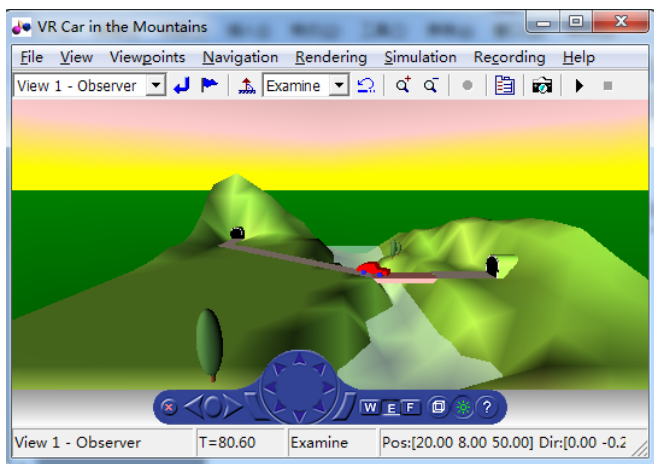 VR Car in the Mountains
File View Viewpoints Navigation Rendering Simulation Recording Help
View 1 - Observer Examine
W E F ?
View 1 - Observer T=80.60 Examine Pos:[20.00 8.00 50.00] Dir:[0.00 -0.2